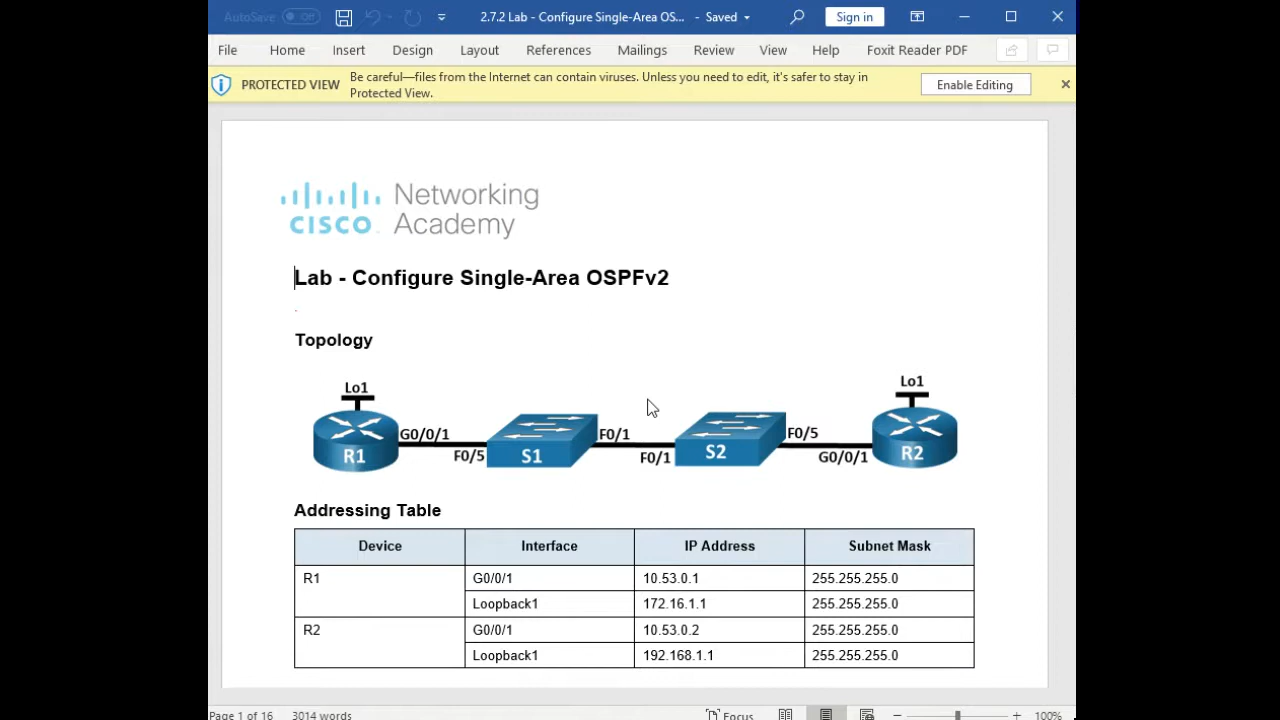 AutoSave Off 2.7.2 Lab - Configure Single-Area OS... - Saved Sign in
File Home Insert Design Layout References Mailings Review View Help Foxit Reader PDF
PROTECTED VIEW Be careful—files from the Internet can contain viruses. Unless you need to edit, it's safer to stay in Protected View. Enable Editing
CISCO Networking Academy
Lab - Configure Single-Area OSPFv2
Topology
Lo1 Lo1
R1 G0/0/1 F0/5 S1 F0/1 F0/1 S2 F0/5 G0/0/1 R2
Addressing Table
Device Interface IP Address Subnet Mask
R1 G0/0/1 10.53.0.1 255.255.255.0
Loopback1 172.16.1.1 255.255.255.0
R2 G0/0/1 10.53.0.2 255.255.255.0
Loopback1 192.168.1.1 255.255.255.0
Page 1 of 16 3014 words Focus 100%